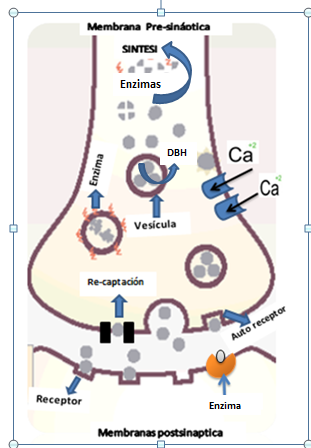 Membrana Pre-sináotica
SINTESI
Enzimas
DBH
Ca+2
Ca+2
Enzima
Vesícula
Re-captación
Auto receptor
Receptor
Enzima
Membranas postsinaptica